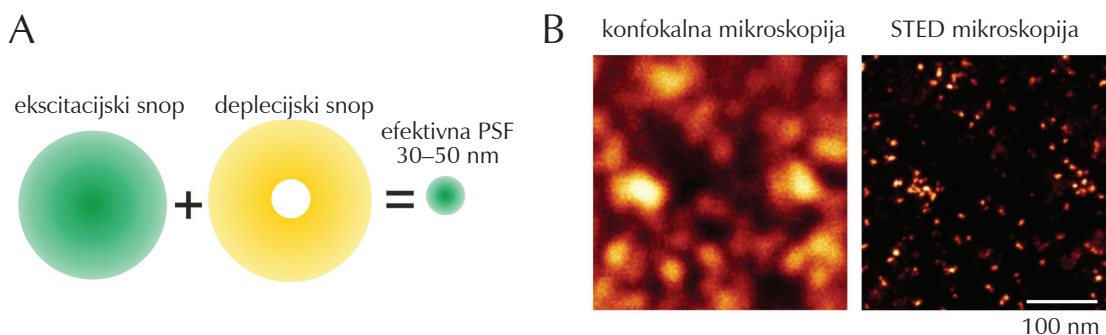 A
ekscitacijski snop
deplecijski snop
efektivna PSF
30–50 nm
+
=
B
konfokalna mikroskopija
STED mikroskopija
100 nm